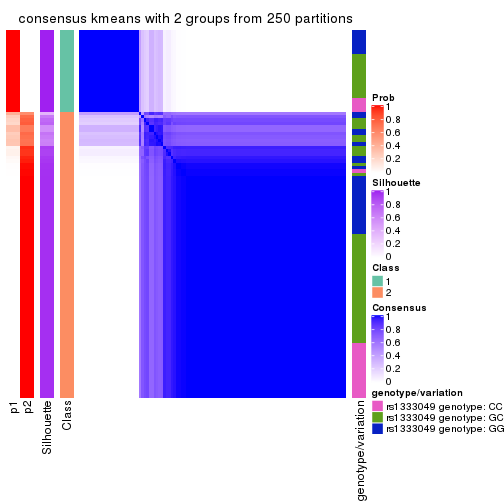 consensus kmeans with 2 groups from 250 partitions
Prob
1
0.8
0.6
0.4
0.2
0
Silhouette
1
0.8
0.6
0.4
0.2
0
Class
1
2
Consensus
1
0.8
0.6
0.4
0.2
0
genotype/variation
rs1333049 genotype: CC
rs1333049 genotype: GC
rs1333049 genotype: GG
p1
p2
Silhouette
Class
genotype/variation